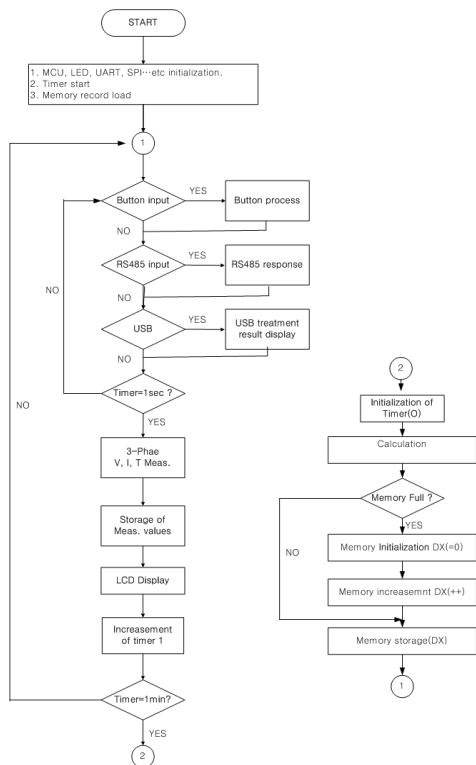 START
1. MCU, LED, UART, SPI···etc initialization.
2. Timer start
3. Memory record load
1
Button input
YES
Button process
NO
RS485 input
YES
RS485 response
NO
NO
USB
YES
USB treatment
result display
NO
Timer=1sec ?
NO
YES
3-Phae
V, I, T Meas.
Storage of
Meas. values
LCD Display
Increasement
of timer 1
Timer=1min?
YES
2
2
Initialization of
Timer(O)
Calculation
Memory Full ?
YES
NO
Memory Initialization DX(=0)
Memory increasemnt DX(++)
Memory storage(DX)
1